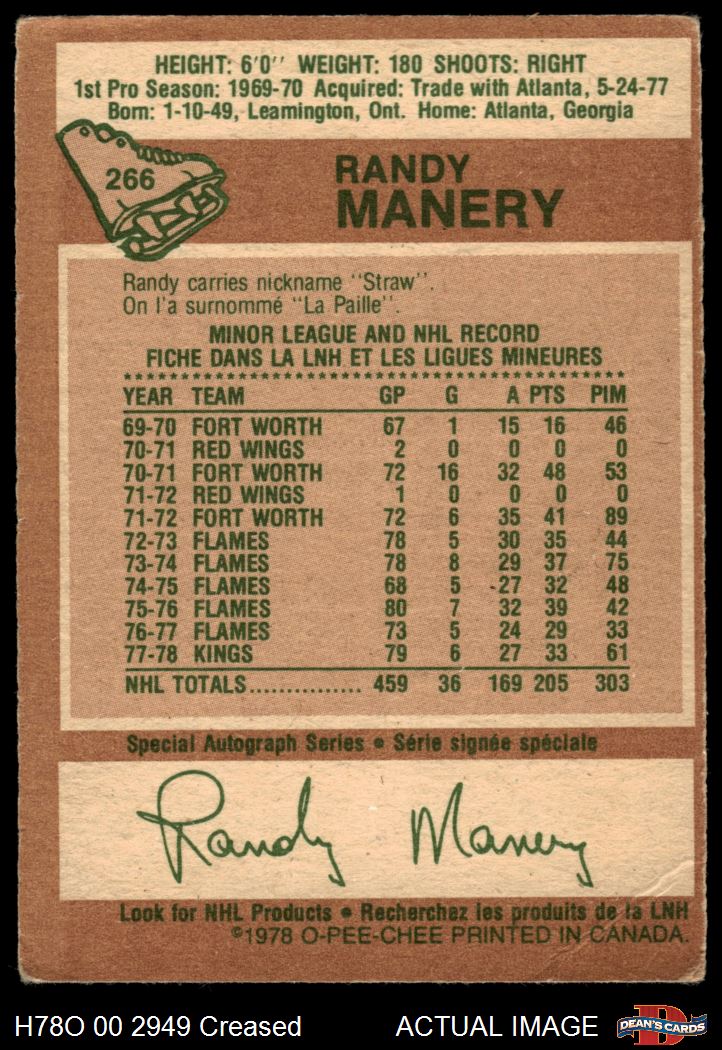 HEIGHT: 6'0'' WEIGHT: 180 SHOOTS: RIGHT
1st Pro Season: 1969-70 Acquired: Trade with Atlanta, 5-24-77
Born: 1-10-49, Leamington, Ont. Home: Atlanta, Georgia
266
RANDY
MANERY
Randy carries nickname ''Straw''.
On l'a surnommé ''La Paille''.
MINOR LEAGUE AND NHL RECORD
FICHE DANS LA LNH ET LES LIGUES MINEURES
YEAR TEAM GP G A PTS PIM
69-70 FORT WORTH 67 1 15 16 46
70-71 RED WINGS 2 0 0 0 0
70-71 FORT WORTH 72 16 32 48 53
71-72 RED WINGS 1 0 0 0 0
71-72 FORT WORTH 72 6 35 41 89
72-73 FLAMES 78 5 30 35 44
73-74 FLAMES 78 8 29 37 75
74-75 FLAMES 68 5 27 32 48
75-76 FLAMES 80 7 32 39 42
76-77 FLAMES 73 5 24 29 33
77-78 KINGS 79 6 27 33 61
NHL TOTALS................ 459 36 169 205 303
Special Autograph Series • Série signée spéciale
Randy Manery
Look for NHL Products • Recherchez les produits de la LNH
©1978 O-PEE-CHEE PRINTED IN CANADA.
H78O 00 2949 Creased ACTUAL IMAGE
D
DEAN'S CARDS